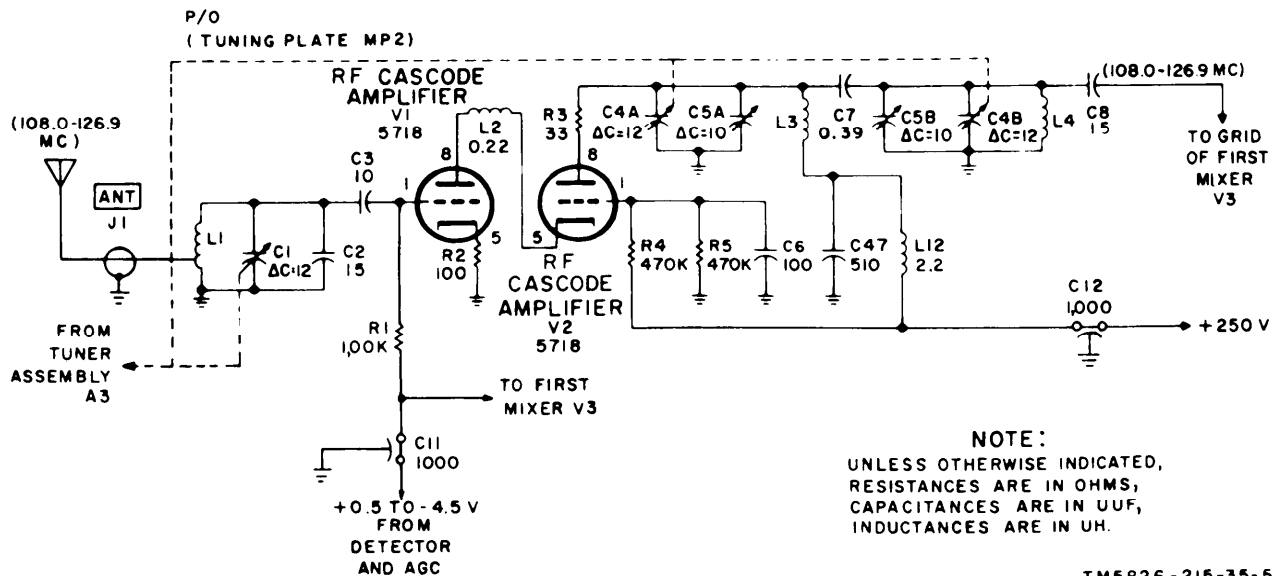 P/O
(TUNING PLATE MP2)
RF CASCODE
AMPLIFIER
V1
5718
(108.0-126.9
MC)
ANT
J1
L1
C1
ΔC=12
C2
15
C3
10
1
8
5
R2
100
L2
0.22
R3
33
8
1
5
RF
CASCODE
AMPLIFIER
V2
5718
C4A
ΔC=12
C5A
ΔC=10
L3
C7
0.39
C5B
ΔC=10
C4B
ΔC=12
L4
C8
15
(108.0-126.9 MC)
TO GRID
OF FIRST
MIXER
V3
R4
470K
R5
470K
C6
100
C47
510
L12
2.2
C12
1,000
+250 V
FROM
TUNER
ASSEMBLY
A3
R1
1,00K
TO FIRST
MIXER V3
C11
1000
+0.5 TO-4.5 V
FROM
DETECTOR
AND AGC
NOTE:
UNLESS OTHERWISE INDICATED,
RESISTANCES ARE IN OHMS,
CAPACITANCES ARE IN UUF,
INDUCTANCES ARE IN UH.